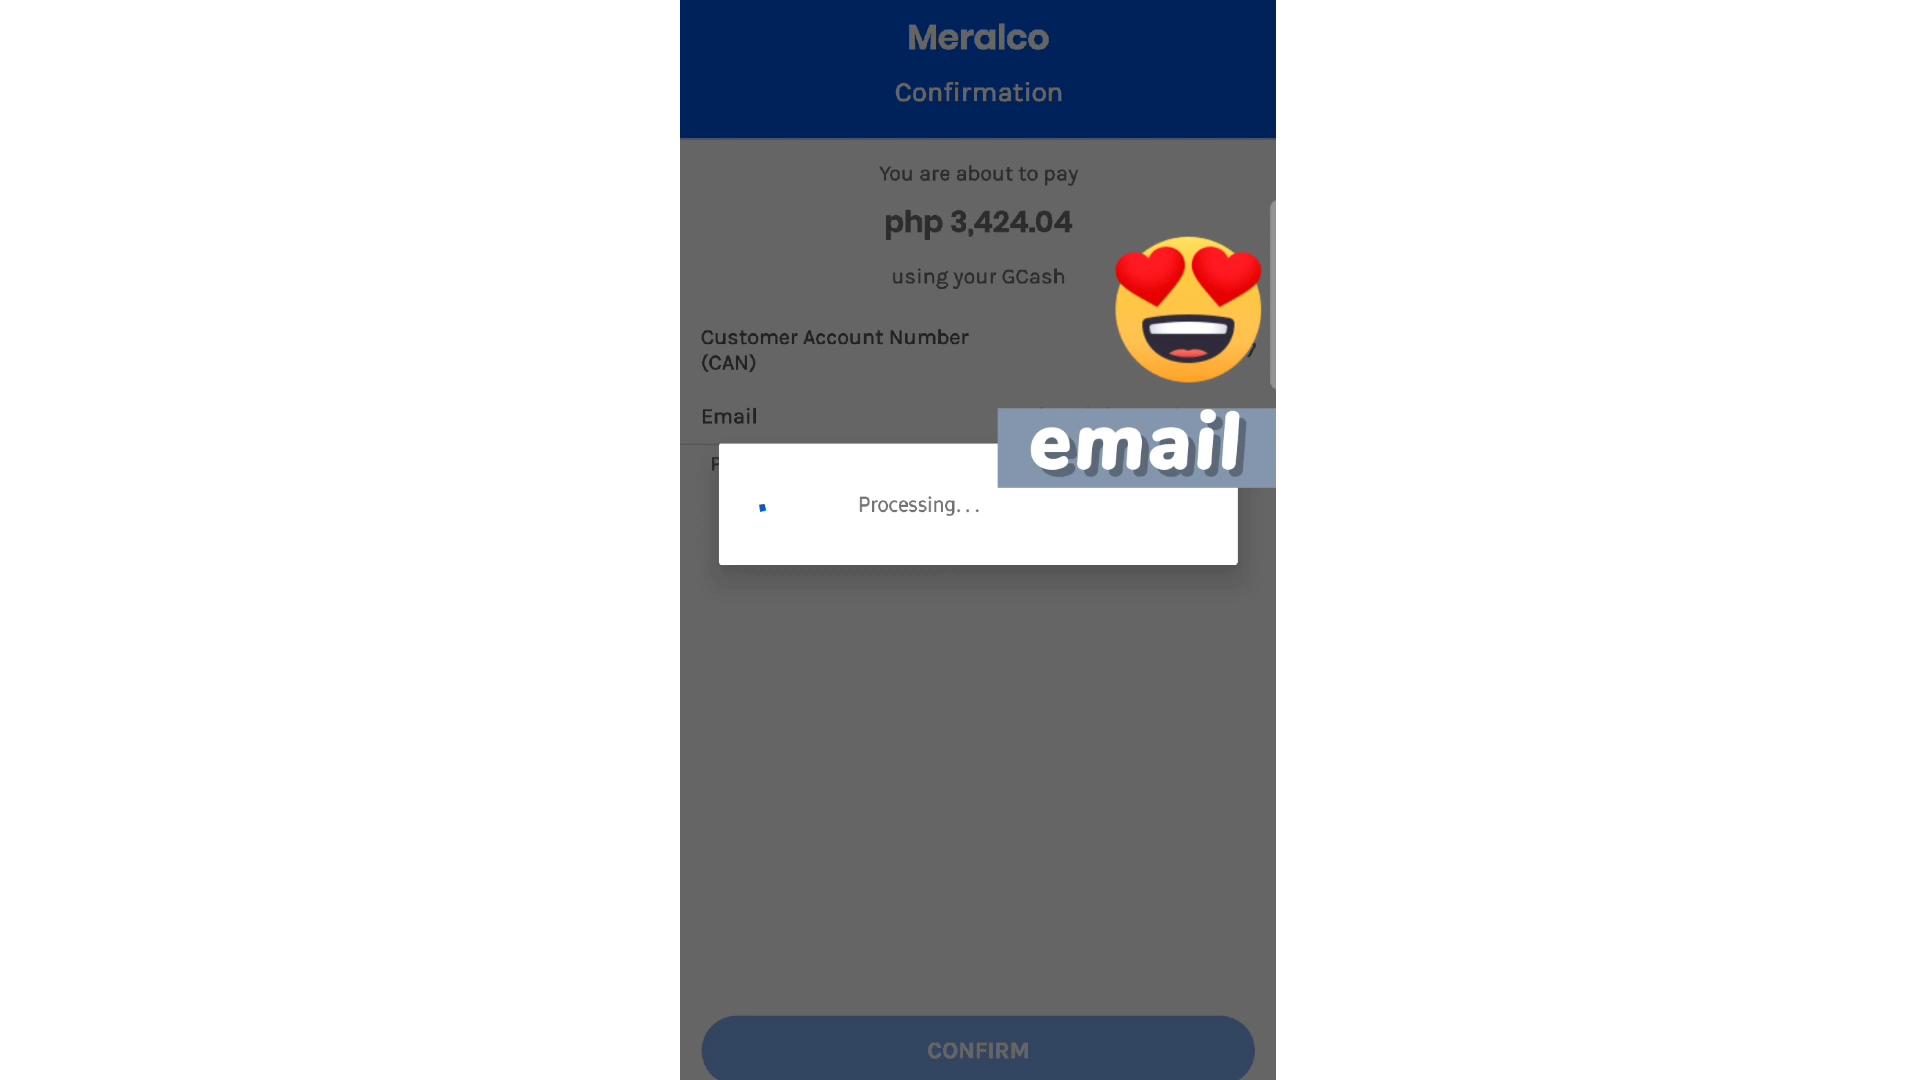 Meralco
Confirmation
You are about to pay
php 3,424.04
using your GCash
Customer Account Number
(CAN)
Email
email
Processing...
CONFIRM